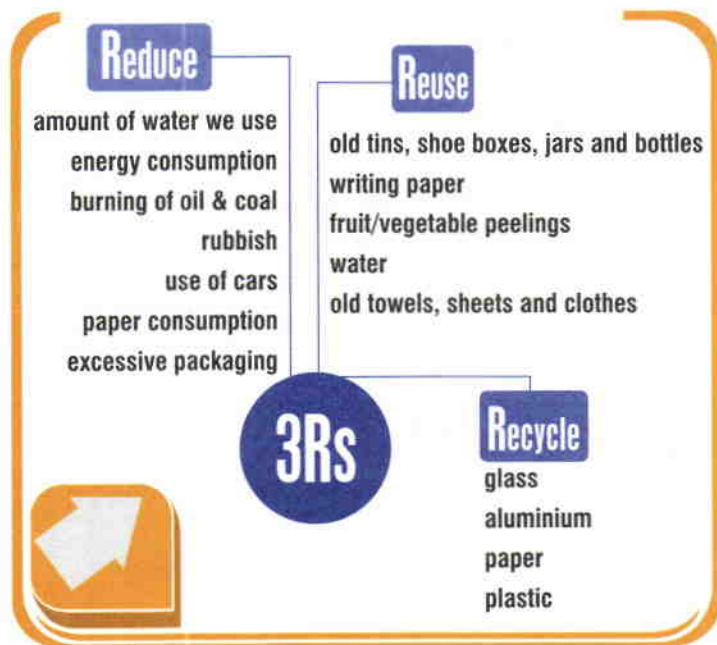 Reduce
amount of water we use
energy consumption
burning of oil & coal
rubbish
use of cars
paper consumption
excessive packaging
Reuse
old tins, shoe boxes, jars and bottles
writing paper
fruit/vegetable peelings
water
old towels, sheets and clothes
3Rs
Recycle
glass
aluminium
paper
plastic